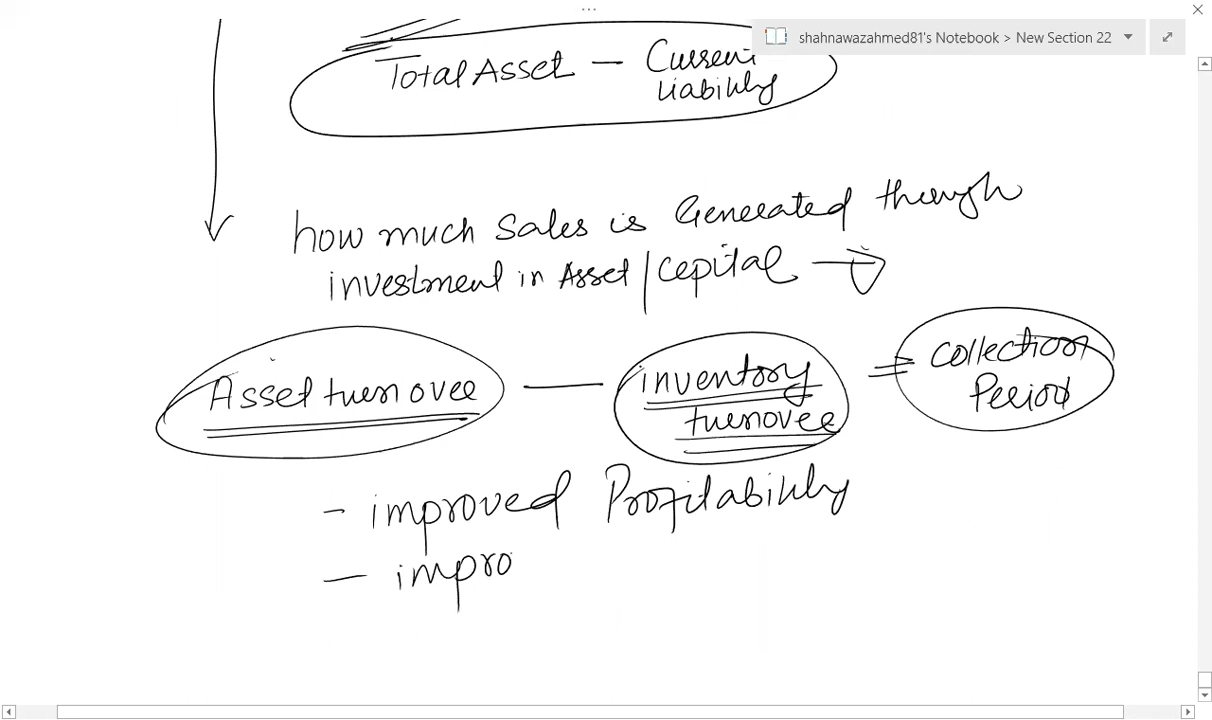 shahnawazahmed81's Notebook > New Section 22
Total Asset — Current
liability
how much sales is Generated through
investment in Asset / Capital
Asset turnover — inventory
turnover
Collection
Period
- improved Profitability
- impro